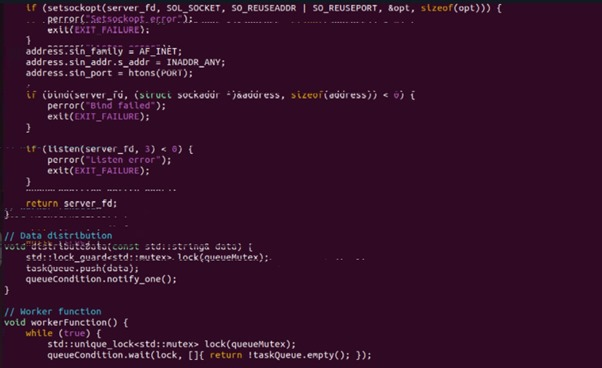 if (setsockopt(server_fd, SOL_SOCKET, SO_REUSEADDR | SO_REUSEPORT, &opt, sizeof(opt))) {
perror("Setsockopt error");
exit(EXIT_FAILURE);
}
address.sin_family = AF_INET;
address.sin_addr.s_addr = INADDR_ANY;
address.sin_port = htons(PORT);
if (bind(server_fd, (struct sockaddr *)&address, sizeof(address)) < 0) {
perror("Bind failed");
exit(EXIT_FAILURE);
}
if (listen(server_fd, 3) < 0) {
perror("Listen error");
exit(EXIT_FAILURE);
}
return server_fd;
}
// Data distribution
void distributeData(const std::string& data) {
std::lock_guard<std::mutex> lock(queueMutex);
taskQueue.push(data);
queueCondition.notify_one();
}
// Worker function
void workerFunction() {
while (true) {
std::unique_lock<std::mutex> lock(queueMutex);
queueCondition.wait(lock, []{ return !taskQueue.empty(); });